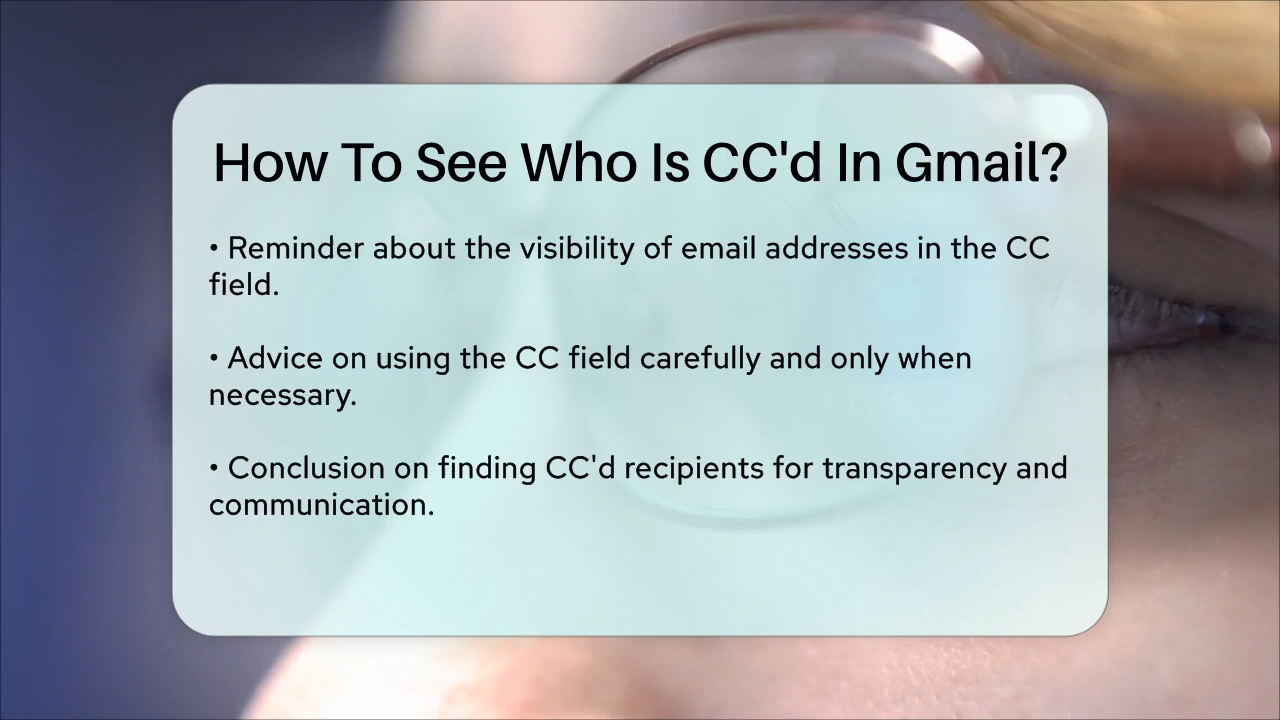 How To See Who Is CC'd In Gmail?
• Reminder about the visibility of email addresses in the CC
field.
• Advice on using the CC field carefully and only when
necessary.
• Conclusion on finding CC'd recipients for transparency and
communication.